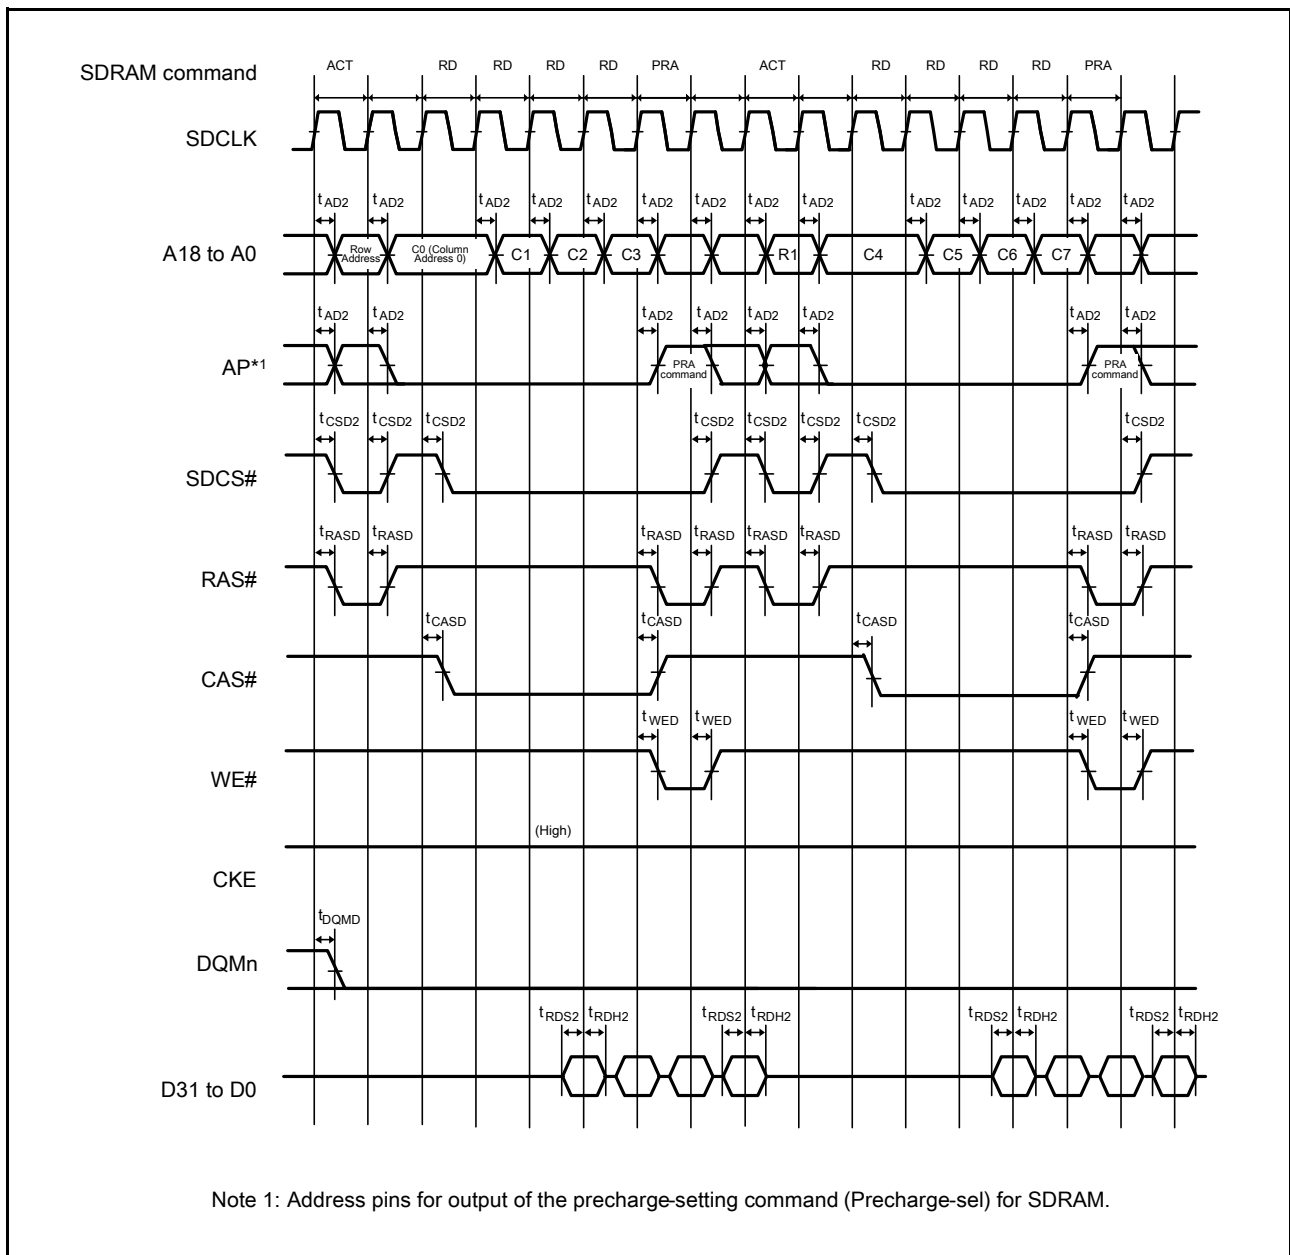 ACT RD RD RD RD PRA ACT RD RD RD RD PRA
SDRAM command
SDCLK
tAD2 tAD2 tAD2 tAD2 tAD2 tAD2 tAD2 tAD2 tAD2 tAD2 tAD2 tAD2 tAD2 tAD2
A18 to A0
Row Address
C0 (Column Address 0)
C1 C2 C3 R1 C4 C5 C6 C7
tAD2 tAD2 tAD2 tAD2 tAD2 tAD2 tAD2 tAD2
AP*1
PRA command
PRA command
tCSD2 tCSD2 tCSD2 tCSD2 tCSD2 tCSD2 tCSD2 tCSD2
SDCS#
tRASD tRASD tRASD tRASD tRASD tRASD tRASD tRASD
RAS#
tCASD tCASD tCASD tCASD
CAS#
tWED tWED tWED tWED
WE#
(High)
CKE
tDQMD
DQMn
tRDS2 tRDH2 tRDS2 tRDH2 tRDS2 tRDH2 tRDS2 tRDH2
D31 to D0
Note 1: Address pins for output of the precharge-setting command (Precharge-sel) for SDRAM.